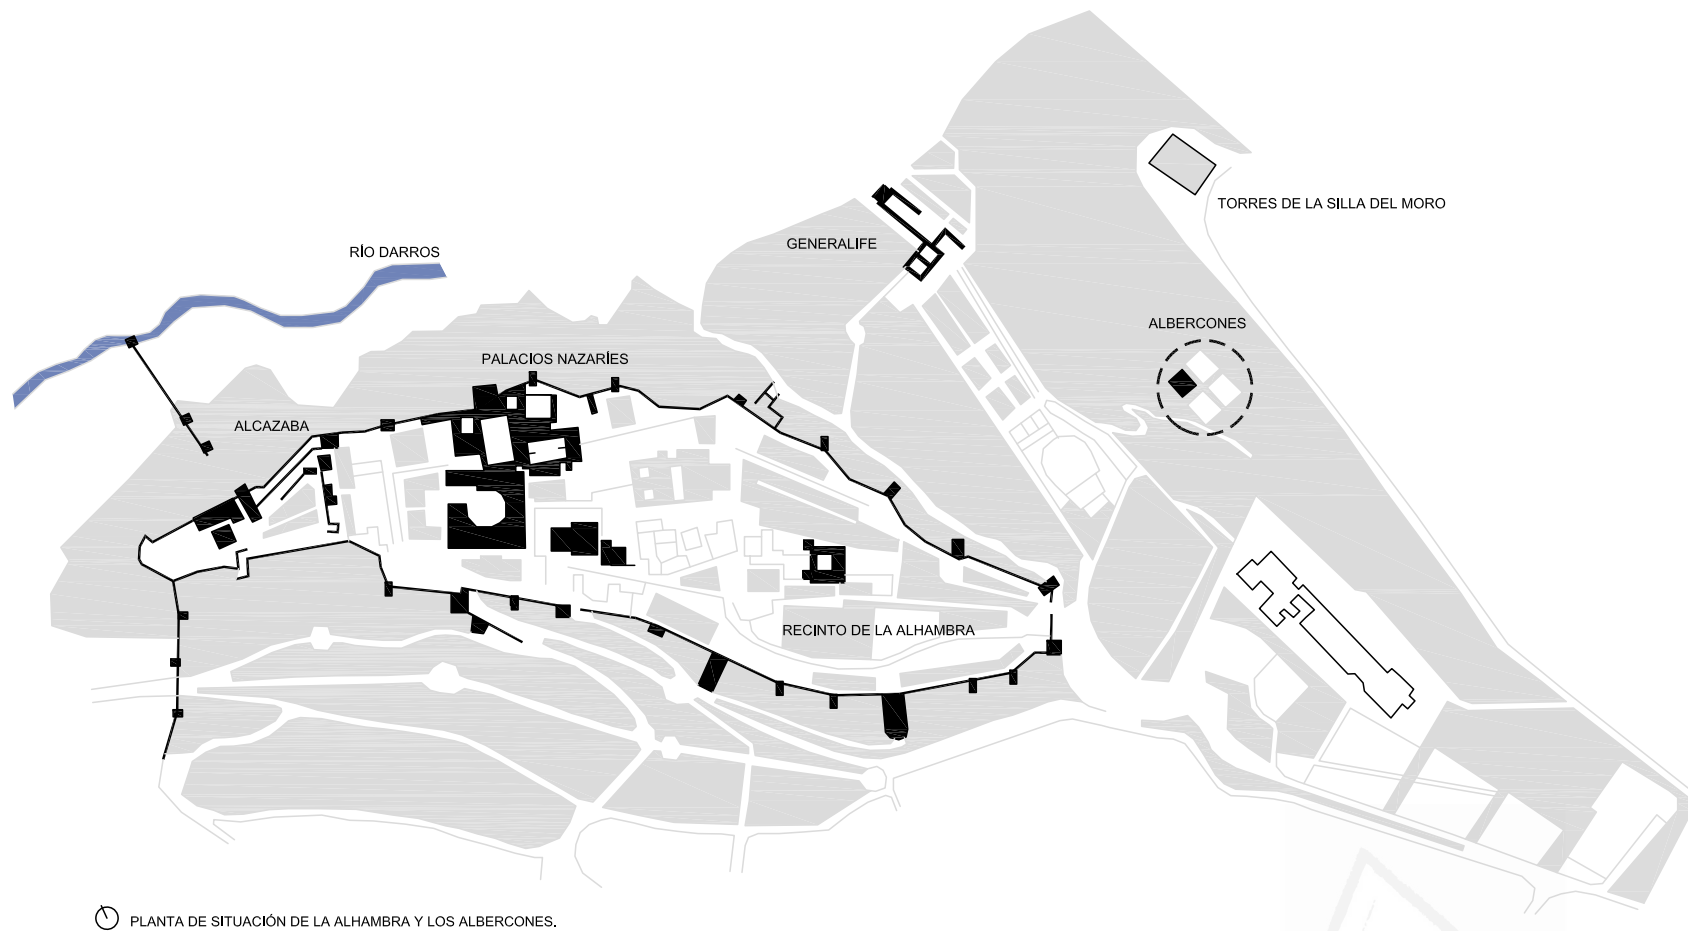 TORRES DE LA SILLA DEL MORO
GENERALIFE
RÍO DARROS
ALBERCONES
PALACIOS NAZARÍES
ALCAZABA
RECINTO DE LA ALHAMBRA
PLANTA DE SITUACIÓN DE LA ALHAMBRA Y LOS ALBERCONES.